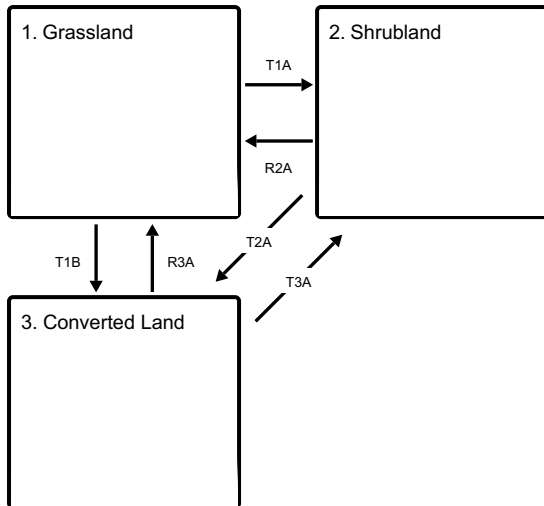 1. Grassland
2. Shrubland
T1A
R2A
T1B
R3A
T2A
T3A
3. Converted Land